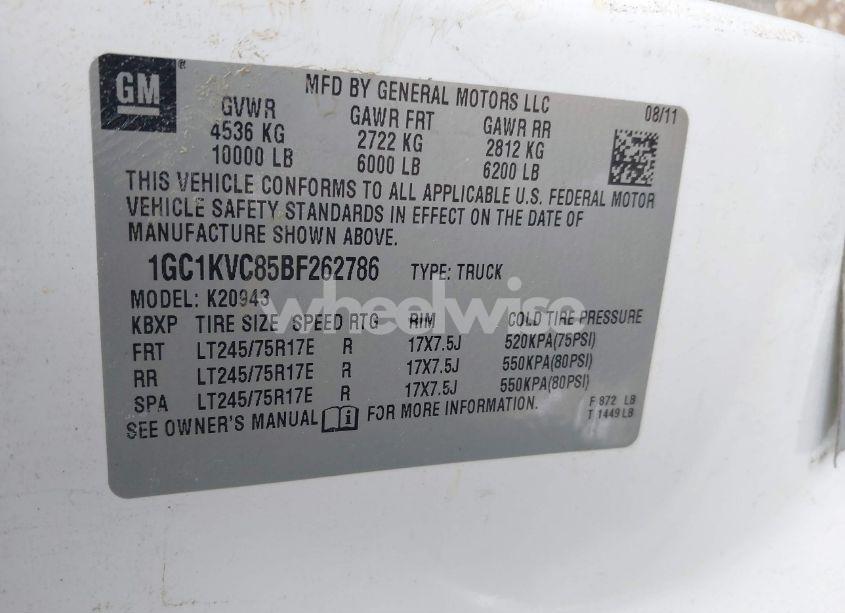 GM ®
MFD BY GENERAL MOTORS LLC
08/11
GVWR GAWR FRT GAWR RR
4536 KG 2722 KG 2812 KG
10000 LB 6000 LB 6200 LB
THIS VEHICLE CONFORMS TO ALL APPLICABLE U.S. FEDERAL MOTOR
VEHICLE SAFETY STANDARDS IN EFFECT ON THE DATE OF
MANUFACTURE SHOWN ABOVE.
1GC1KVC85BF262786 TYPE: TRUCK
MODEL: K20943
KBXP TIRE SIZE SPEED RTG RIM COLD TIRE PRESSURE
FRT LT245/75R17E R 17X7.5J 520KPA(75PSI)
RR LT245/75R17E R 17X7.5J 550KPA(80PSI)
SPA LT245/75R17E R 17X7.5J 550KPA(80PSI)
SEE OWNER'S MANUAL i FOR MORE INFORMATION.
F 872 LB
T 1449 LB
wheelwise